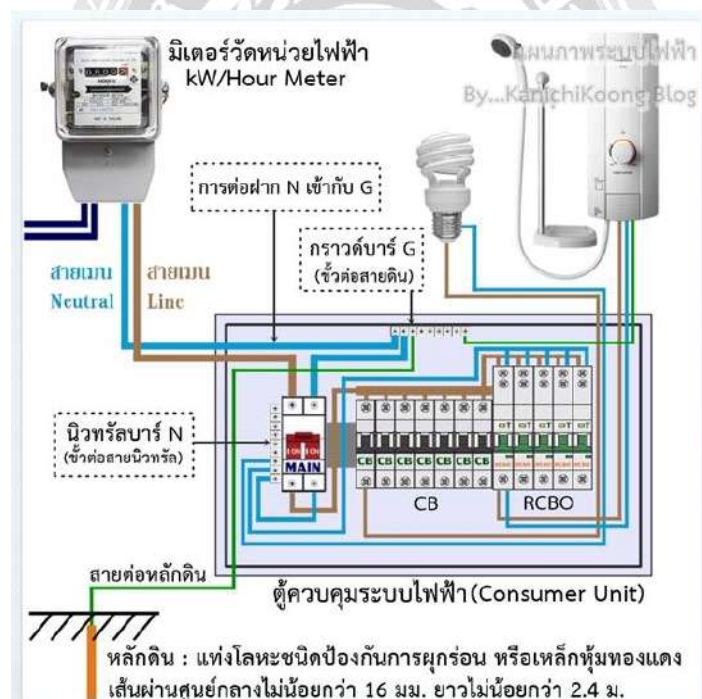 มิเตอร์วัดหน่วยไฟฟ้า
kW/Hour Meter
แผนภาพระบบไฟฟ้า
By...KanichiKoong Blog
การต่อฝาก N เข้ากับ G
กราวด์บาร์ G
(ขั้วต่อสายดิน)
สายเมน
Neutral
สายเมน
Line
นิวทรัลบาร์ N
(ขั้วต่อสายนิวทรัล)
MAIN
CB CB CB CB CB CB CB
CB
RCBO
สายต่อหลักดิน
ตู้ควบคุมระบบไฟฟ้า(Consumer Unit)
หลักดิน : แท่งโลหะชนิดป้องกันการผุกร่อน หรือเหล็กหุ้มทองแดง
เส้นผ่านศูนย์กลางไม่น้อยกว่า 16 มม. ยาวไม่น้อยกว่า 2.4 ม.